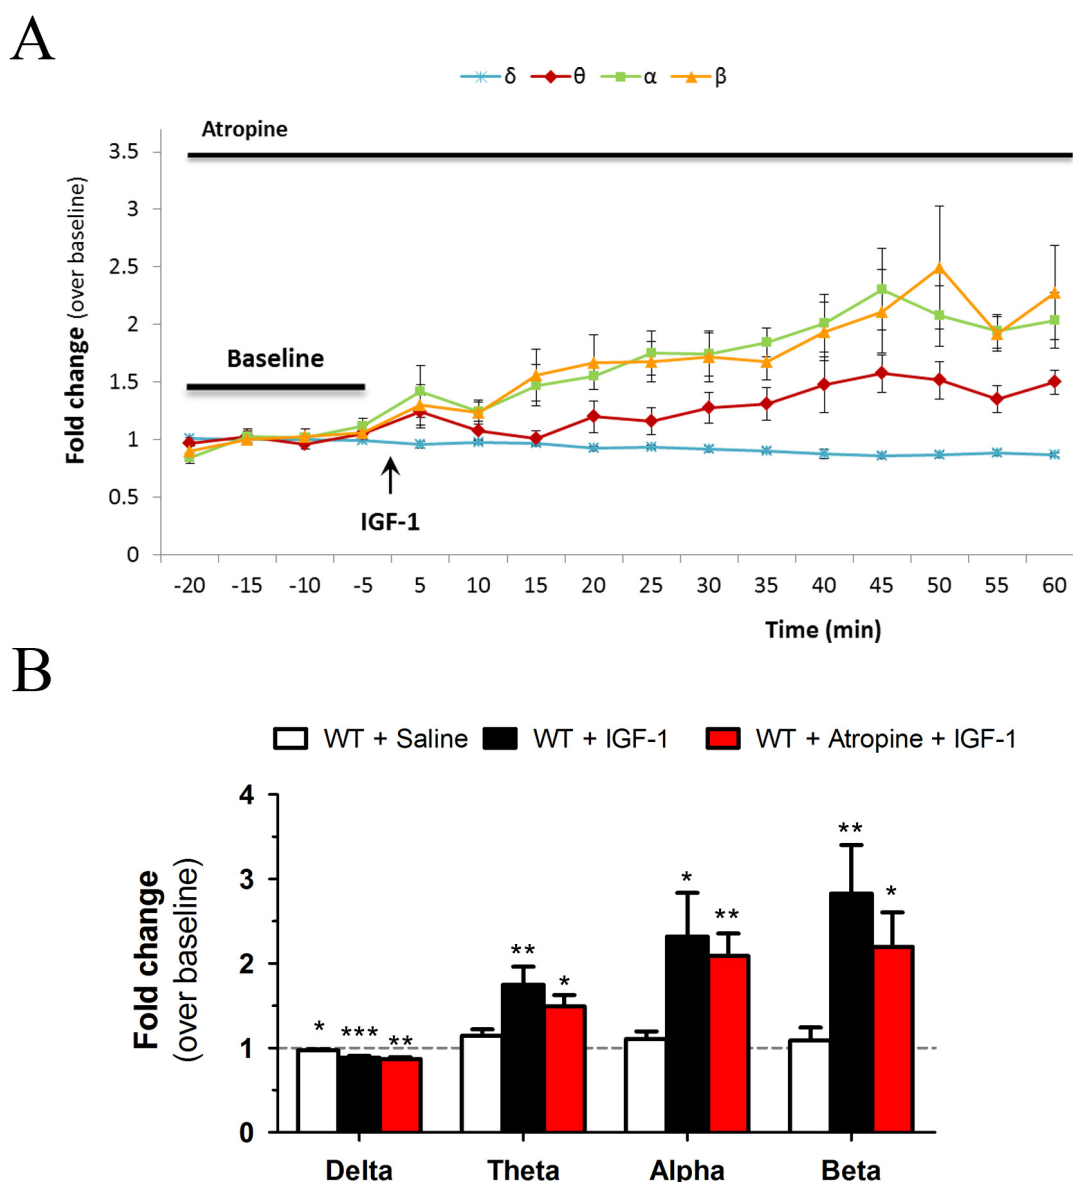 A
δ θ α β
Atropine
3.5
3
2.5
2
1.5
1
0.5
0
Fold change (over baseline)
Baseline
IGF-1
-20 -15 -10 -5 5 10 15 20 25 30 35 40 45 50 55 60
Time (min)
B
WT + Saline WT + IGF-1 WT + Atropine + IGF-1
4
3
2
1
0
Fold change
(over baseline)
* *** **
** *
* **
** *
Delta Theta Alpha Beta